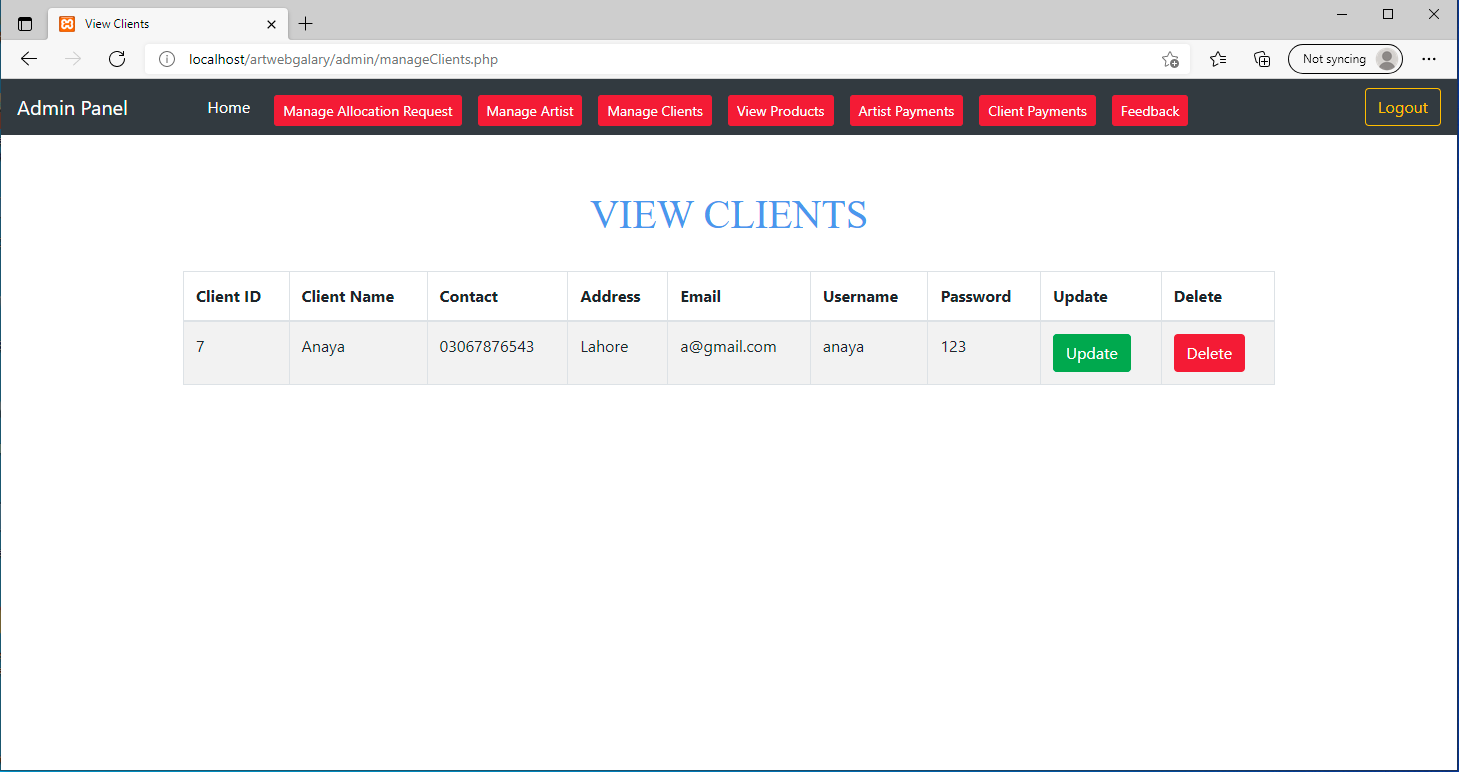 View Clients
localhost/artwebgalary/admin/manageClients.php
Not syncing
Admin Panel Home Manage Allocation Request Manage Artist Manage Clients View Products Artist Payments Client Payments Feedback Logout
VIEW CLIENTS
Client ID Client Name Contact Address Email Username Password Update Delete
7 Anaya 03067876543 Lahore a@gmail.com anaya 123 Update Delete